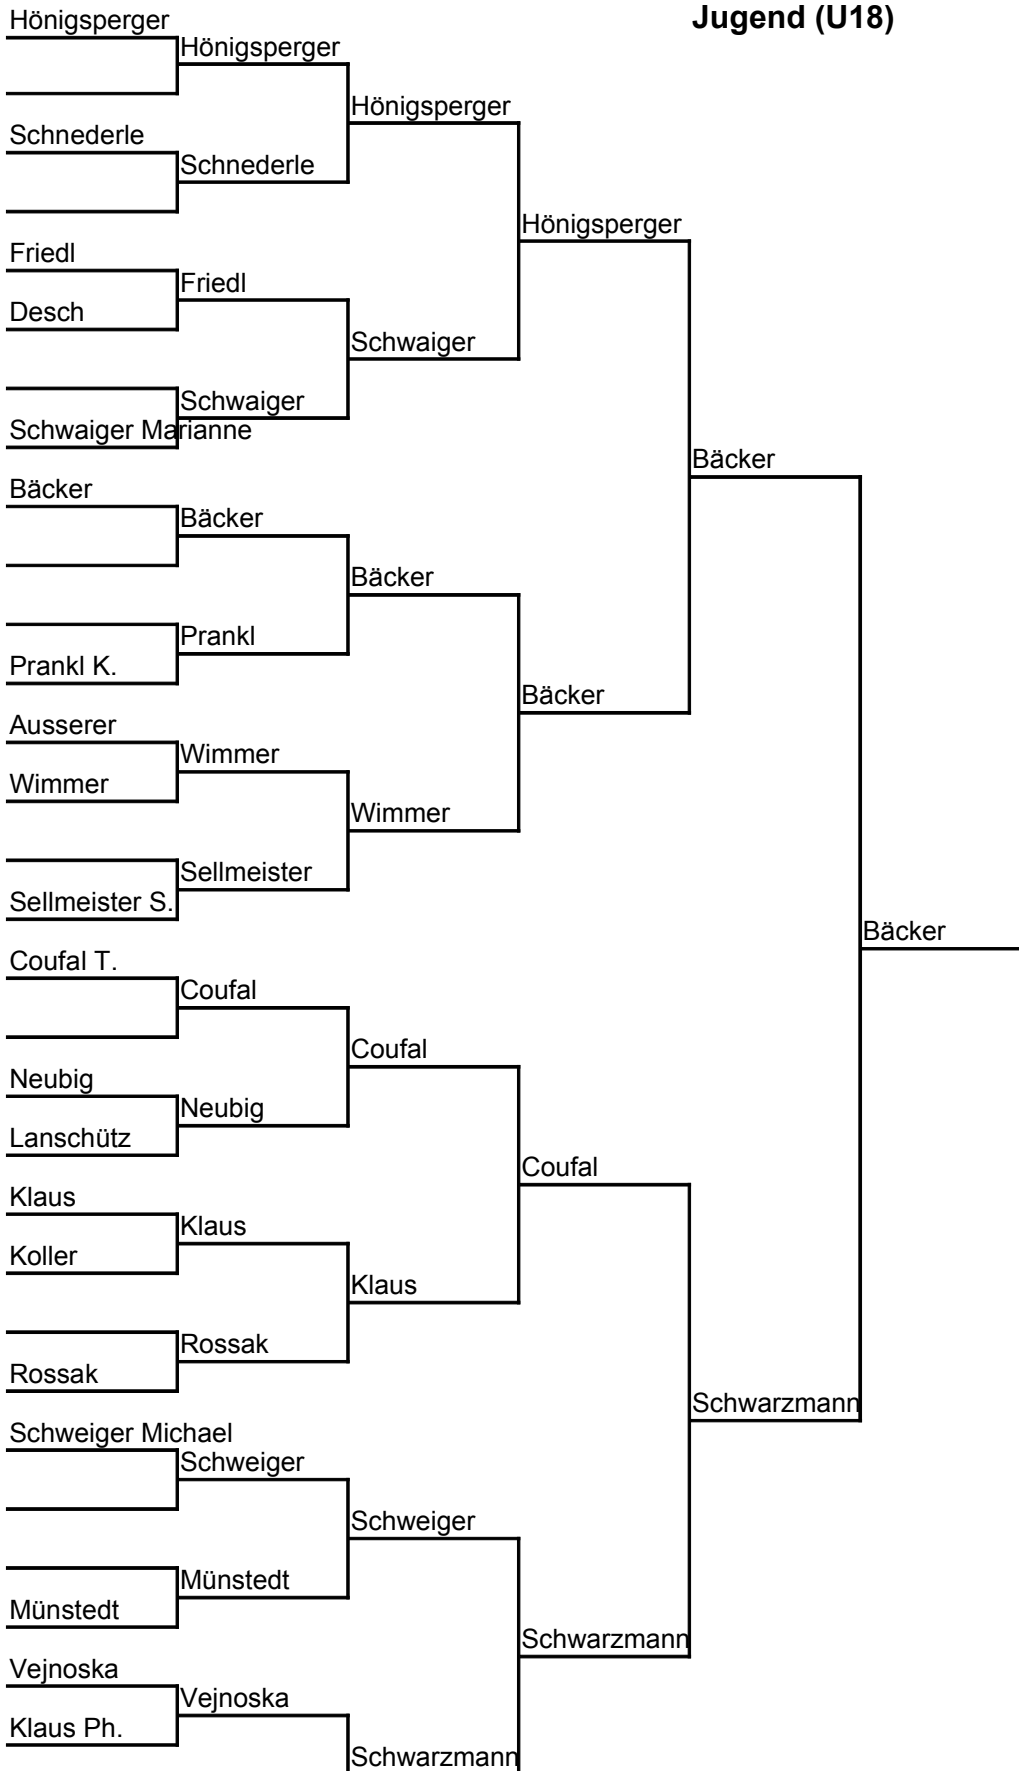 Jugend (U18)
Hönigsperger
Hönigsperger
Hönigsperger
Schnederle
Schnederle
Hönigsperger
Friedl
Friedl
Desch
Schwaiger
Schwaiger
Schwaiger Marianne
Bäcker
Bäcker
Bäcker
Bäcker
Prankl
Prankl K.
Bäcker
Ausserer
Wimmer
Wimmer
Wimmer
Sellmeister
Sellmeister S.
Bäcker
Coufal T.
Coufal
Coufal
Neubig
Neubig
Lanschütz
Coufal
Klaus
Klaus
Koller
Klaus
Rossak
Rossak
Schwarzmann
Schweiger Michael
Schweiger
Schweiger
Münstedt
Münstedt
Schwarzmann
Vejnoska
Vejnoska
Klaus Ph.
Schwarzmann